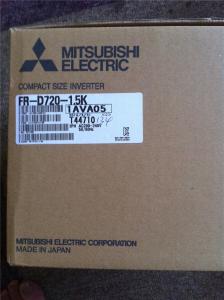 MITSUBISHI
ELECTRIC
COMPACT SIZE INVERTER
FR-D720-1.5K
1AVA05
T44710
MITSUBISHI ELECTRIC CORPORATION
MADE IN JAPAN